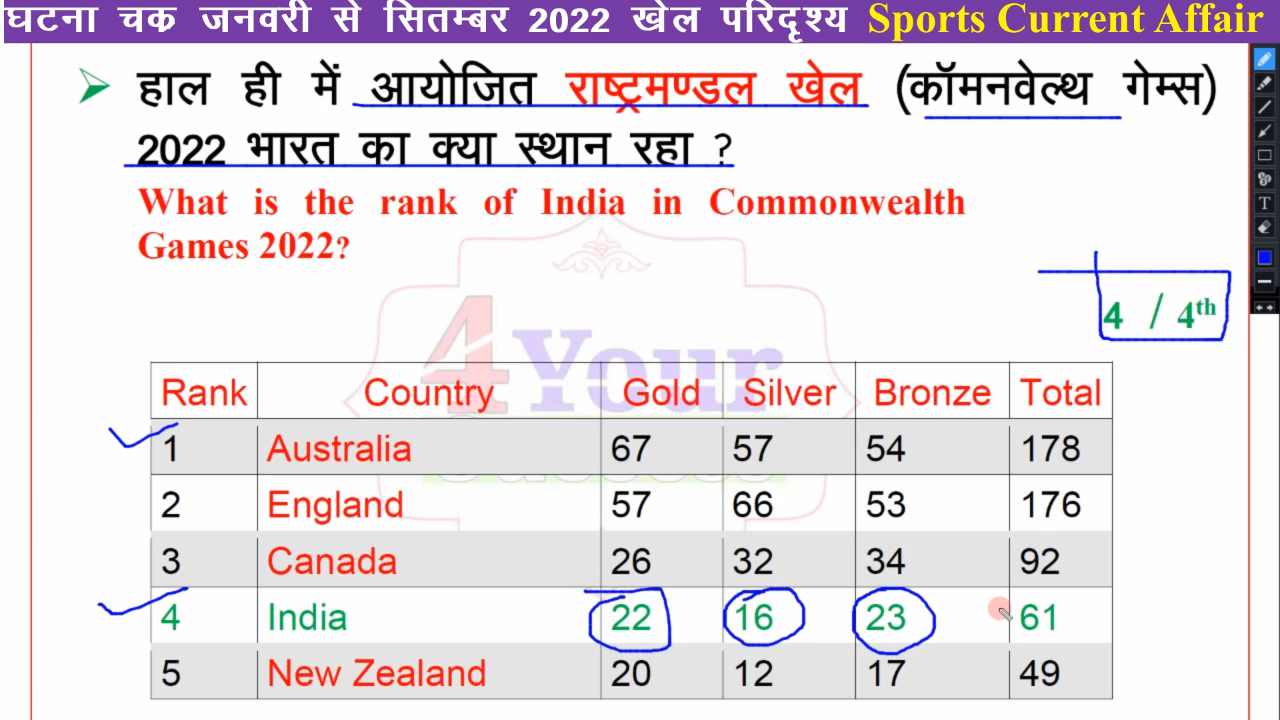 घटना चक्र जनवरी से सितम्बर 2022 खेल परिदृश्य Sports Current Affair
हाल ही में आयोजित राष्ट्रमण्डल खेल (कॉमनवेल्थ गेम्स)
2022 भारत का क्या स्थान रहा ?
What is the rank of India in Commonwealth
Games 2022?
4 / 4th
4 Your
Success
Rank Country Gold Silver Bronze Total
1 Australia 67 57 54 178
2 England 57 66 53 176
3 Canada 26 32 34 92
4 India 22 16 23 61
5 New Zealand 20 12 17 49